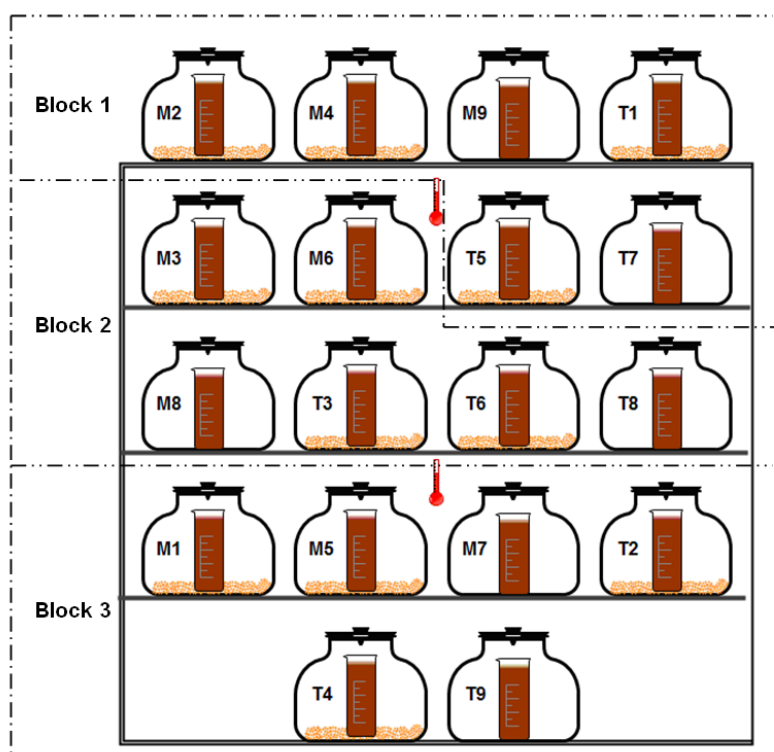 Block 1
M2 M4 M9 T1
M3 M6 T5 T7
Block 2
M8 T3 T6 T8
M1 M5 M7 T2
Block 3
T4 T9